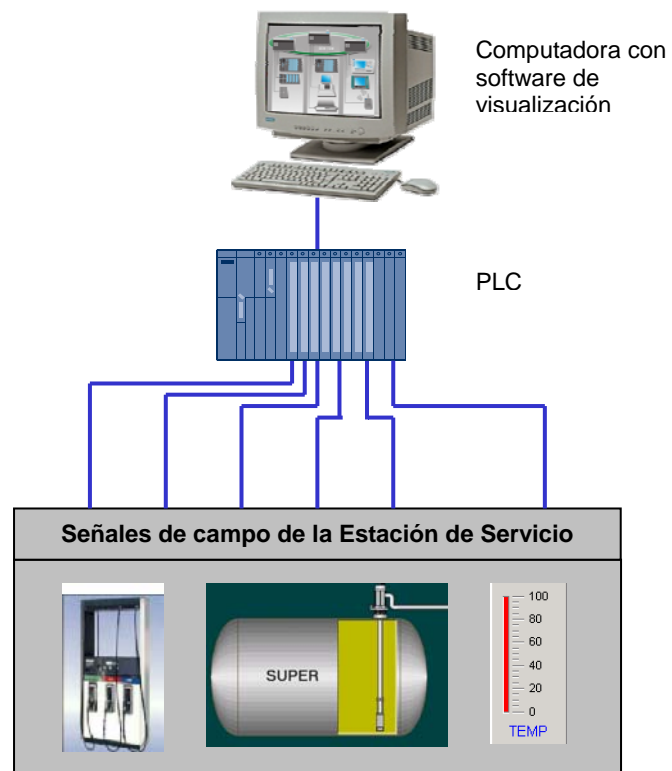 Computadora con
software de
visualización
PLC
Señales de campo de la Estación de Servicio
SUPER
100
80
60
40
20
0
TEMP